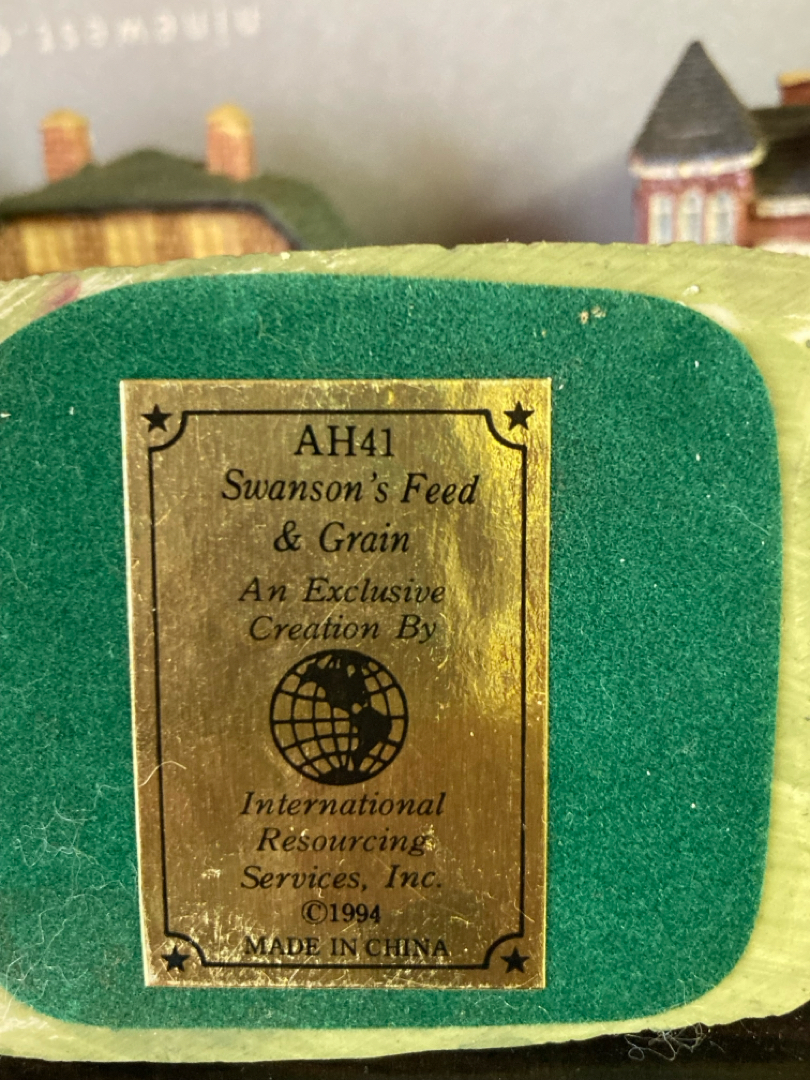 AH41
Swanson's Feed
& Grain
An Exclusive
Creation By
International
Resourcing
Services, Inc.
©1994
MADE IN CHINA